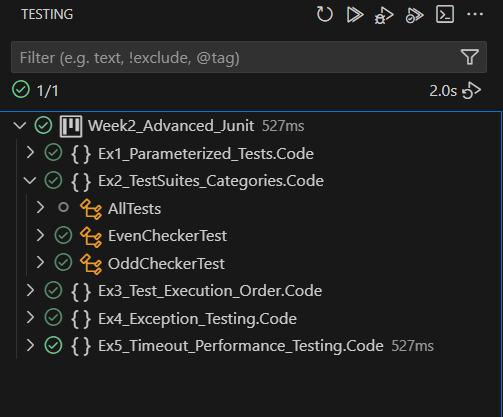 TESTING
Filter (e.g. text, !exclude, @tag)
1/1 2.0s
Week2_Advanced_Junit 527ms
{ } Ex1_Parameterized_Tests.Code
{ } Ex2_TestSuites_Categories.Code
AllTests
EvenCheckerTest
OddCheckerTest
{ } Ex3_Test_Execution_Order.Code
{ } Ex4_Exception_Testing.Code
{ } Ex5_Timeout_Performance_Testing.Code 527ms